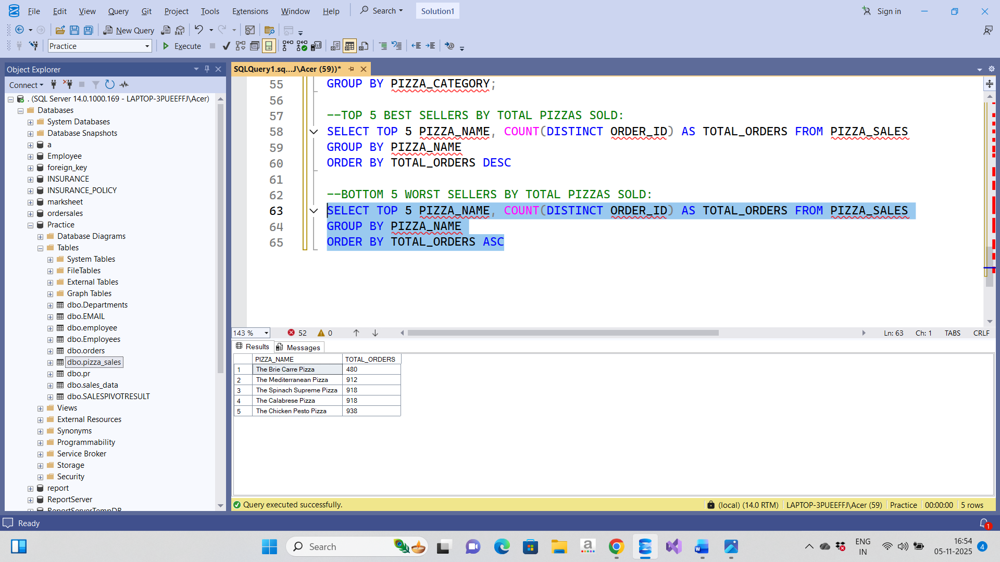 File Edit View Query Git Project Tools Extensions Window Help Search Solution1 Sign in
New Query
Practice Execute
Object Explorer
Connect
. (SQL Server 14.0.1000.169 - LAPTOP-3PUEEFFJ\Acer)
Databases
System Databases
Database Snapshots
a
Employee
foreign_key
INSURANCE
INSURANCE_POLICY
marksheet
ordersales
Practice
Database Diagrams
Tables
System Tables
FileTables
External Tables
Graph Tables
dbo.Departments
dbo.EMAIL
dbo.employee
dbo.Employees
dbo.orders
dbo.pizza_sales
dbo.pr
dbo.sales_data
dbo.SALESPIVOTRESULT
Views
External Resources
Synonyms
Programmability
Service Broker
Storage
Security
report
ReportServer
ReportServerTempDB
SQLQuery1.sq...J\Acer (59))*
55 GROUP BY PIZZA_CATEGORY;
56
57 --TOP 5 BEST SELLERS BY TOTAL PIZZAS SOLD:
58 SELECT TOP 5 PIZZA_NAME, COUNT(DISTINCT ORDER_ID) AS TOTAL_ORDERS FROM PIZZA_SALES
59 GROUP BY PIZZA_NAME
60 ORDER BY TOTAL_ORDERS DESC
61
62 --BOTTOM 5 WORST SELLERS BY TOTAL PIZZAS SOLD:
63 SELECT TOP 5 PIZZA_NAME, COUNT(DISTINCT ORDER_ID) AS TOTAL_ORDERS FROM PIZZA_SALES
64 GROUP BY PIZZA_NAME
65 ORDER BY TOTAL_ORDERS ASC
143 % 52 0 Ln: 63 Ch: 1 TABS CRLF
Results Messages
PIZZA_NAME TOTAL_ORDERS
1 The Brie Carre Pizza 480
2 The Mediterranean Pizza 912
3 The Spinach Supreme Pizza 918
4 The Calabrese Pizza 918
5 The Chicken Pesto Pizza 938
Query executed successfully. (local) (14.0 RTM) LAPTOP-3PUEEFFJ\Acer (59) Practice 00:00:00 5 rows
Ready 1
Search ENG IN 16:54 05-11-2025 4